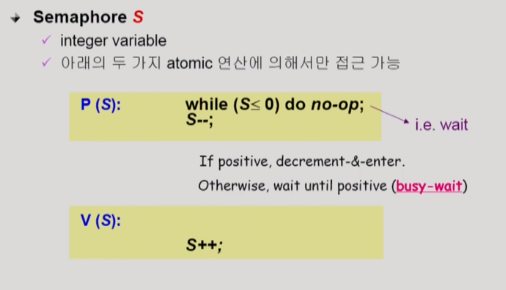 Semaphore S
integer variable
아래의 두 가지 atomic 연산에 의해서만 접근 가능
P (S): while (S≤ 0) do no-op;
S--;
i.e. wait
If positive, decrement-&-enter.
Otherwise, wait until positive (busy-wait)
V (S):
S++;